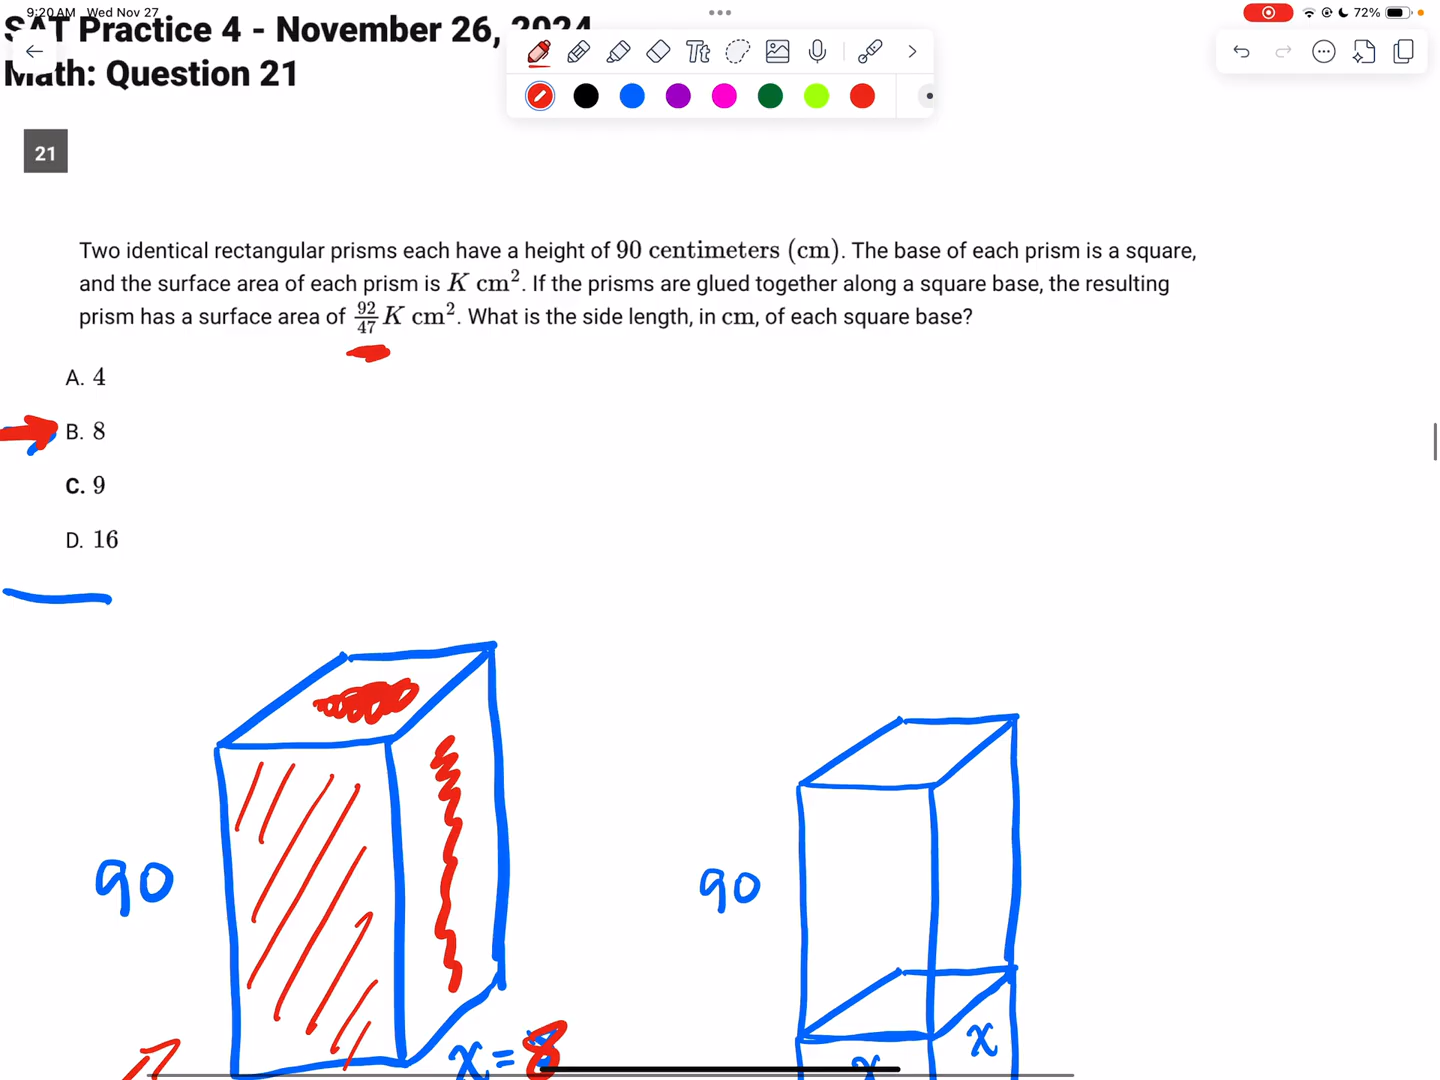 9:20 AM Wed Nov 27
72%
SAT Practice 4 - November 26, 2024
Math: Question 21
Tt
21
Two identical rectangular prisms each have a height of 90 centimeters (cm). The base of each prism is a square,
and the surface area of each prism is K cm². If the prisms are glued together along a square base, the resulting
prism has a surface area of 92/47 K cm². What is the side length, in cm, of each square base?
A. 4
B. 8
C. 9
D. 16
90
90
x = 8
x
x